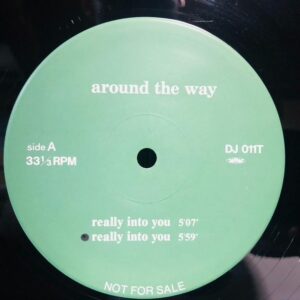 around the way
side A
33⅓ RPM
DJ 011T
really into you 5'07"
really into you 5'59"
NOT FOR SALE